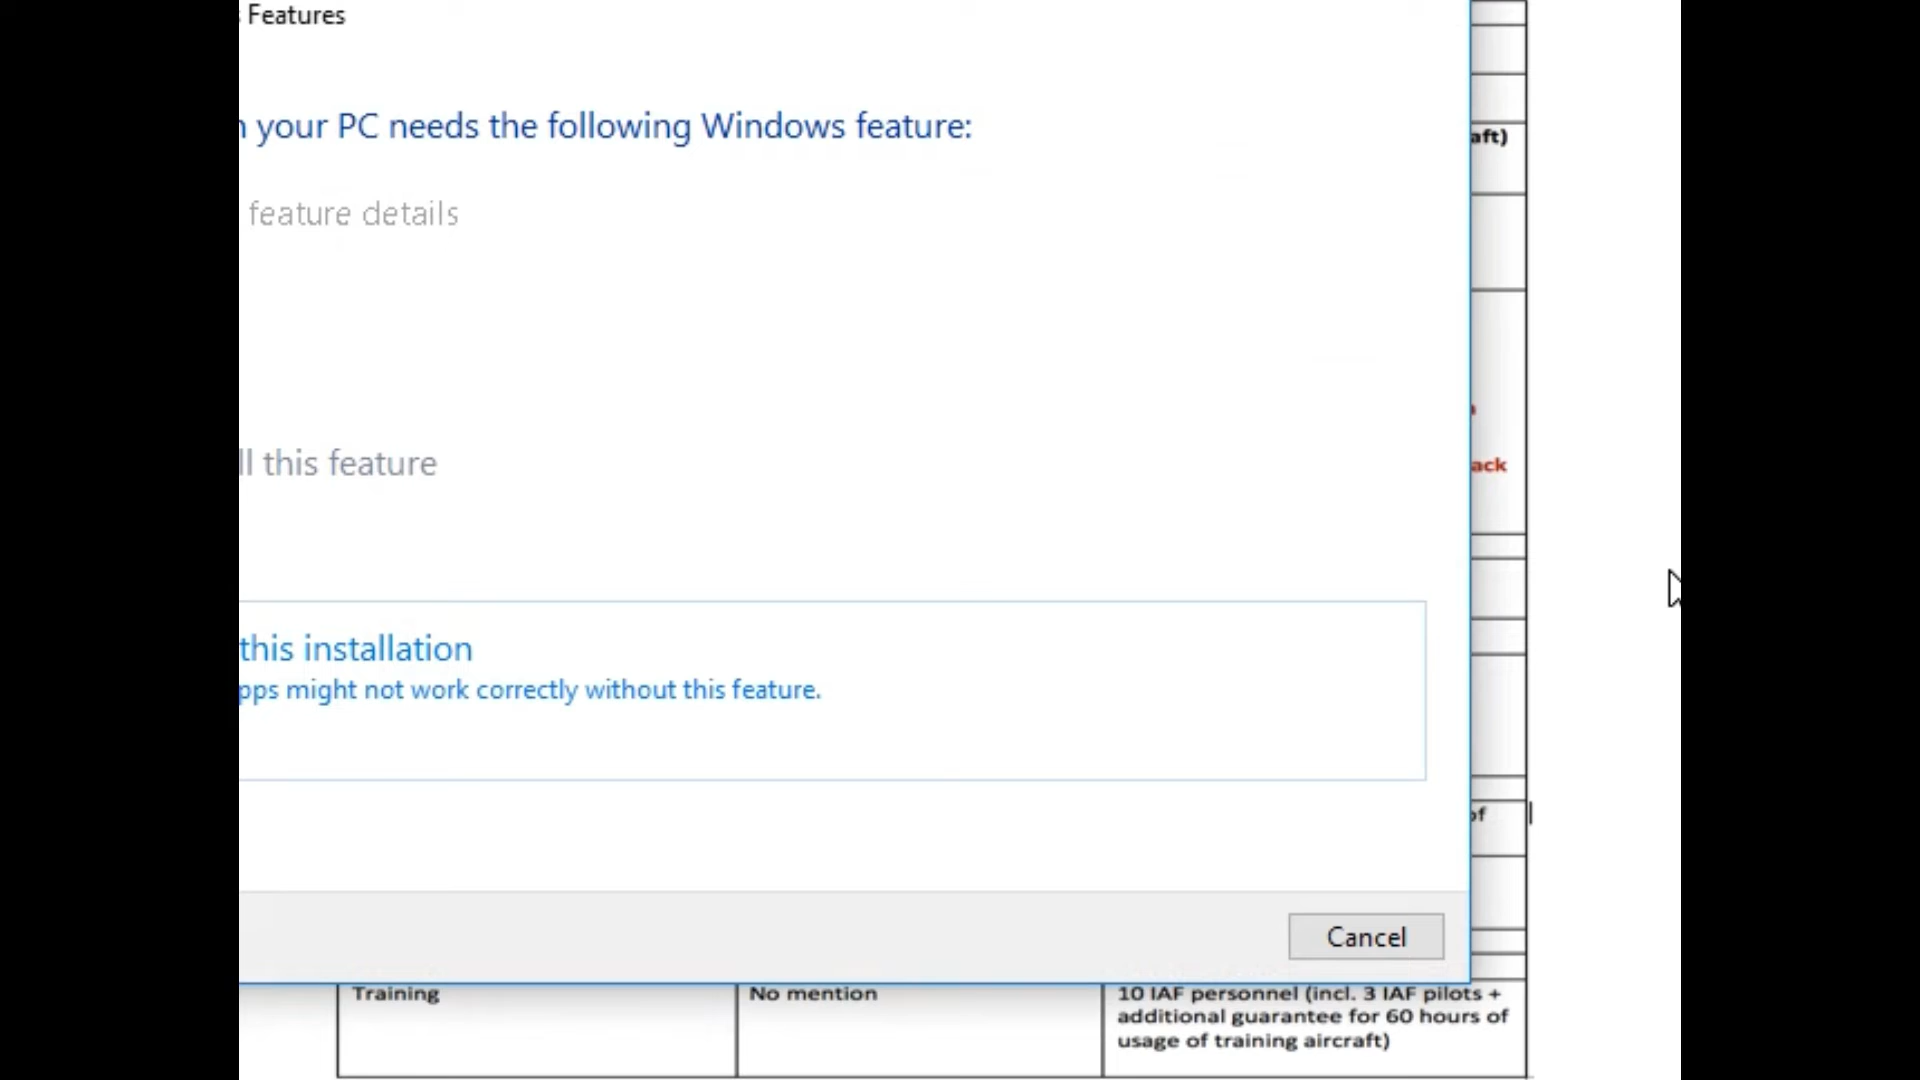 Features
your PC needs the following Windows feature:
aft)
feature details
this feature
ack
this installation
pps might not work correctly without this feature.
of
Cancel
Training
No mention
10 IAF personnel (incl. 3 IAF pilots +
additional guarantee for 60 hours of
usage of training aircraft)